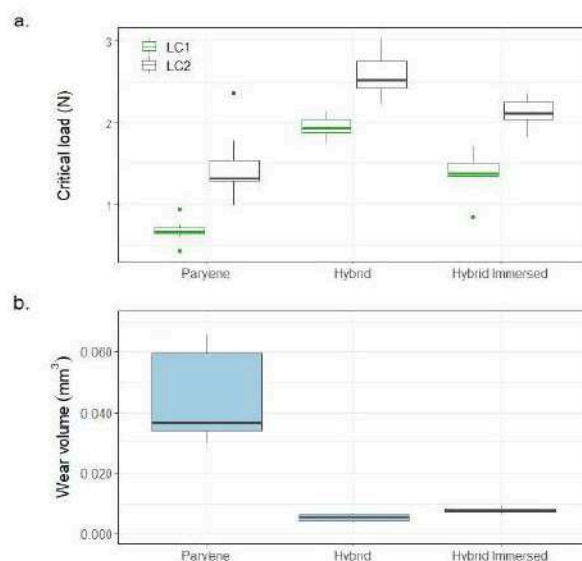 a.
Critical load (N)
3
2
1
LC1
LC2
Parylene
Hybrid
Hybrid Immersed
b.
Wear volume (mm³)
0.060
0.040
0.020
0.000
Parylene
Hybrid
Hybrid Immersed